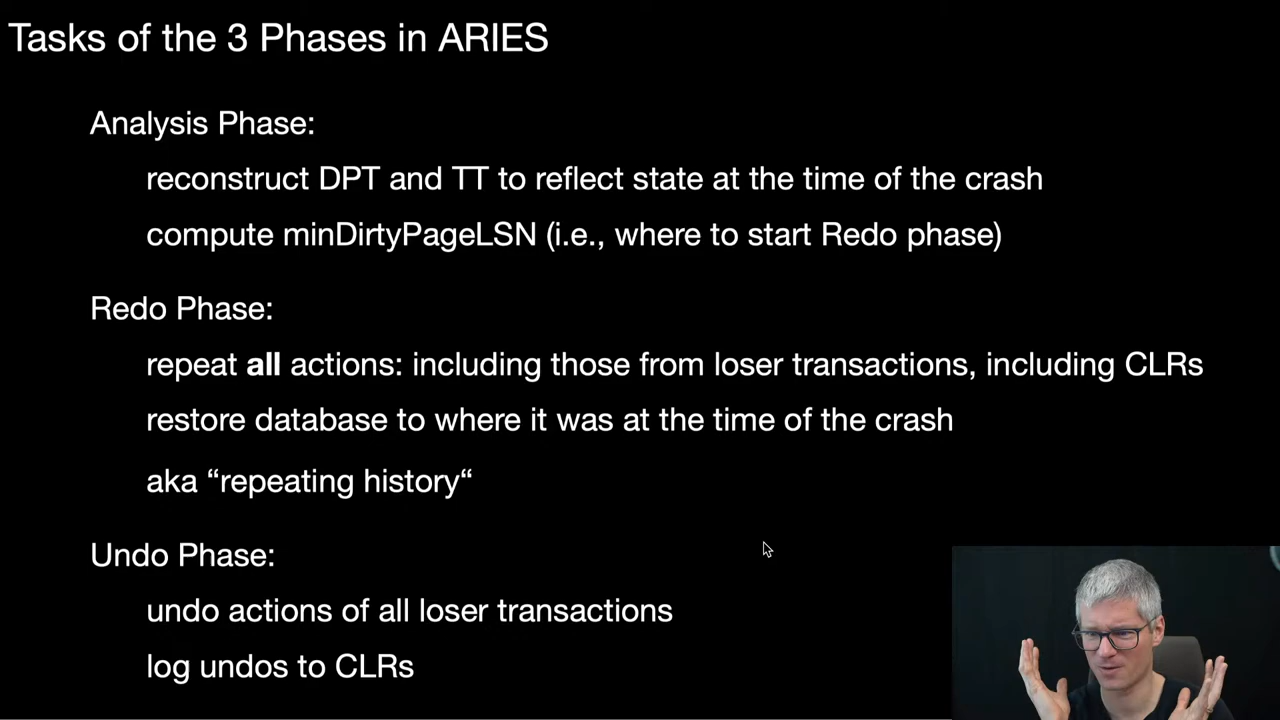 Tasks of the 3 Phases in ARIES
Analysis Phase:
reconstruct DPT and TT to reflect state at the time of the crash
compute minDirtyPageLSN (i.e., where to start Redo phase)
Redo Phase:
repeat all actions: including those from loser transactions, including CLRs
restore database to where it was at the time of the crash
aka “repeating history“
Undo Phase:
undo actions of all loser transactions
log undos to CLRs